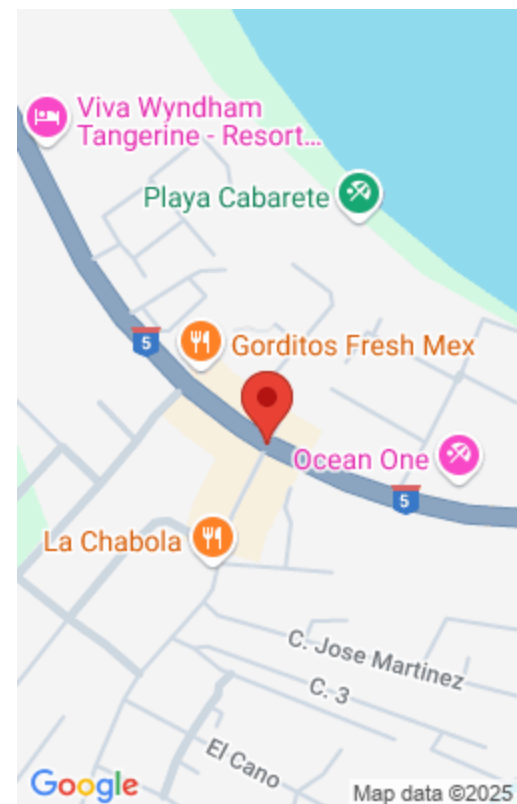 Viva Wyndham
Tangerine - Resort...
Playa Cabarete
5
Gorditos Fresh Mex
Ocean One
5
La Chabola
C. Jose Martinez
C. 3
El Cano
Google
Map data ©2025